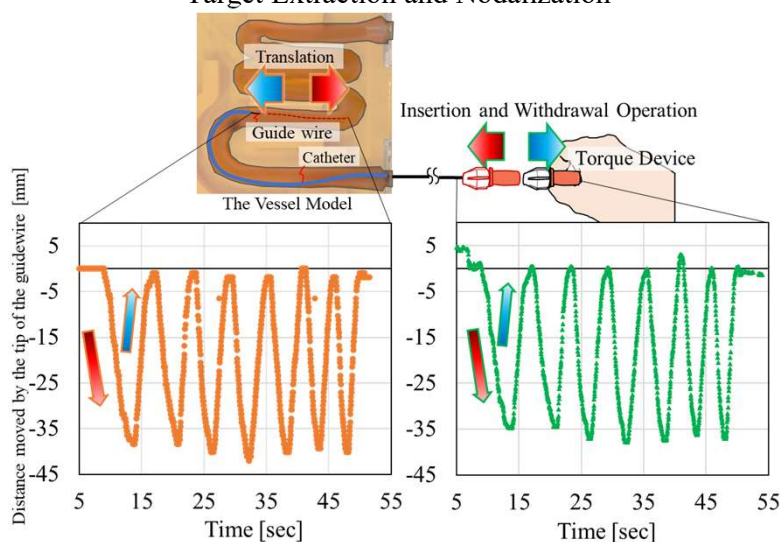 Target Extraction and Nodalization
Translation
Guide wire
Catheter
The Vessel Model
Insertion and Withdrawal Operation
Torque Device
Distance moved by the tip of the guidewire [mm]
5
-5
-15
-25
-35
-45
5 15 25 35 45 55
Time [sec]
5
-5
-15
-25
-35
-45
5 15 25 35 45 55
Time [sec]